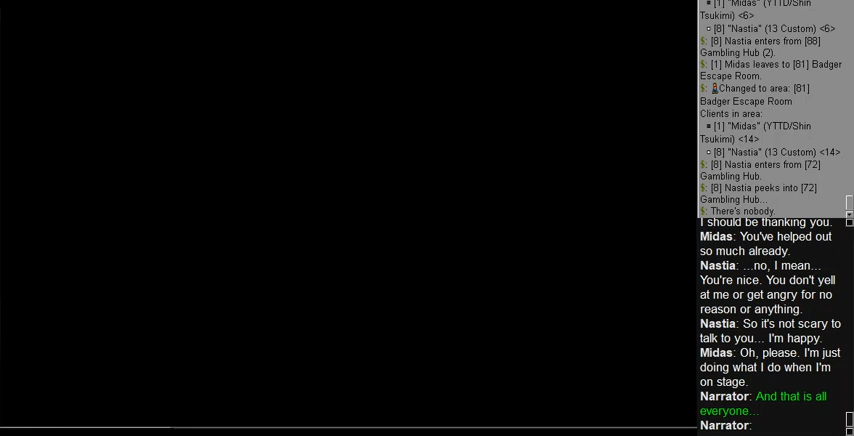 ▪ [1] "Midas" (YTTD/Shin
Tsukimi) <6>
▫ [8] "Nastia" (13 Custom) <6>
$: [8] Nastia enters from [88]
Gambling Hub (2).
$: [1] Midas leaves to [81] Badger
Escape Room.
$: Changed to area: [81]
Badger Escape Room
Clients in area:
▪ [1] "Midas" (YTTD/Shin
Tsukimi) <14>
▫ [8] "Nastia" (13 Custom) <14>
$: [8] Nastia enters from [72]
Gambling Hub.
$: [8] Nastia peeks into [72]
Gambling Hub...
$: There's nobody.
I should be thanking you.
Midas: You've helped out
so much already.
Nastia: ...no, I mean...
You're nice. You don't yell
at me or get angry for no
reason or anything.
Nastia: So it's not scary to
talk to you... I'm happy.
Midas: Oh, please. I'm just
doing what I do when I'm
on stage.
Narrator: And that is all
everyone...
Narrator: